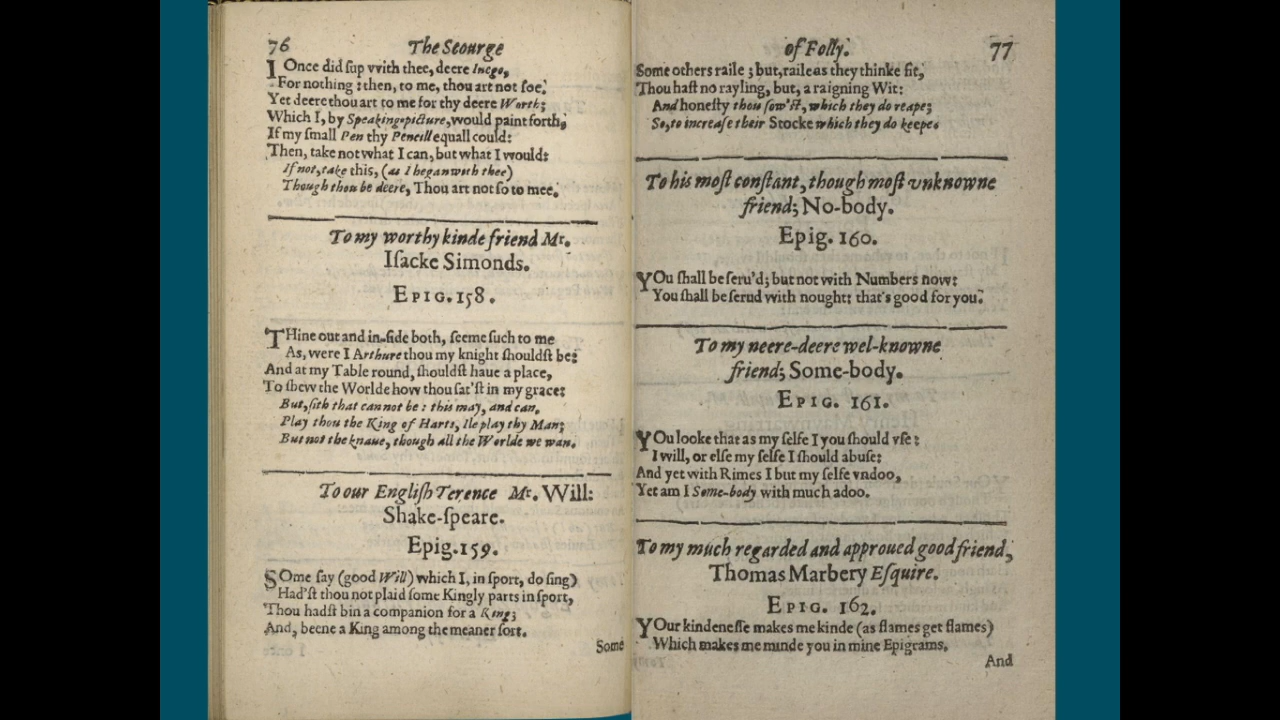 76 The Scourge
I Once did sup vvith thee, deere Inego,
For nothing : then, to me, thou art not foe.
Yet deere thou art to me for thy deere Worth;
Which I, by Speaking-picture, would paint forth,
If my small Pen thy Pencill equall could:
Then, take not what I can, but what I would:
If not, take this, (as I began with thee)
Though thou be deere, Thou art not so to mee.
To my worthy kinde friend Mr.
Isacke Simonds.
EPIG. 158.
THine out and in-side both, seeme such to me
As, were I Arthure thou my knight shouldst be:
And at my Table round, shouldst haue a place,
To shew the Worlde how thou sat'st in my grace:
But, sith that cannot be : this may, and can,
Play thou the King of Harts, Ile play thy Man;
But not the knaue, though all the Worlde we wan.
To our English Terence Mr. Will:
Shake-speare.
Epig. 159.
SOme say (good Will) which I, in sport, do sing)
Had'st thou not plaid some Kingly parts in sport,
Thou hadst bin a companion for a King;
And, beene a King among the meaner sort.
Some
of Folly. 77
Some others raile ; but, raile as they thinke fit,
Thou hast no rayling, but, a raigning Wit:
And honesty thou sow'st, which they do reape;
So, to increase their Stocke which they do keepe.
To his most constant, though most vnknowne
friend; No-body.
Epig. 160.
YOu shall be seru'd; but not with Numbers now:
You shall be serud with nought: that's good for you.
To my neere-deere wel-knowne
friend; Some-body.
EPIG. 161.
YOu looke that as my selfe I you should vse:
I will, or else my selfe I should abuse:
And yet with Rimes I but my selfe vndoo,
Yet am I Some-body with much adoo.
To my much regarded and approued good friend,
Thomas Marbery Esquire.
EPIG. 162.
YOur kindenesse makes me kinde (as flames get flames)
Which makes me minde you in mine Epigrams,
And